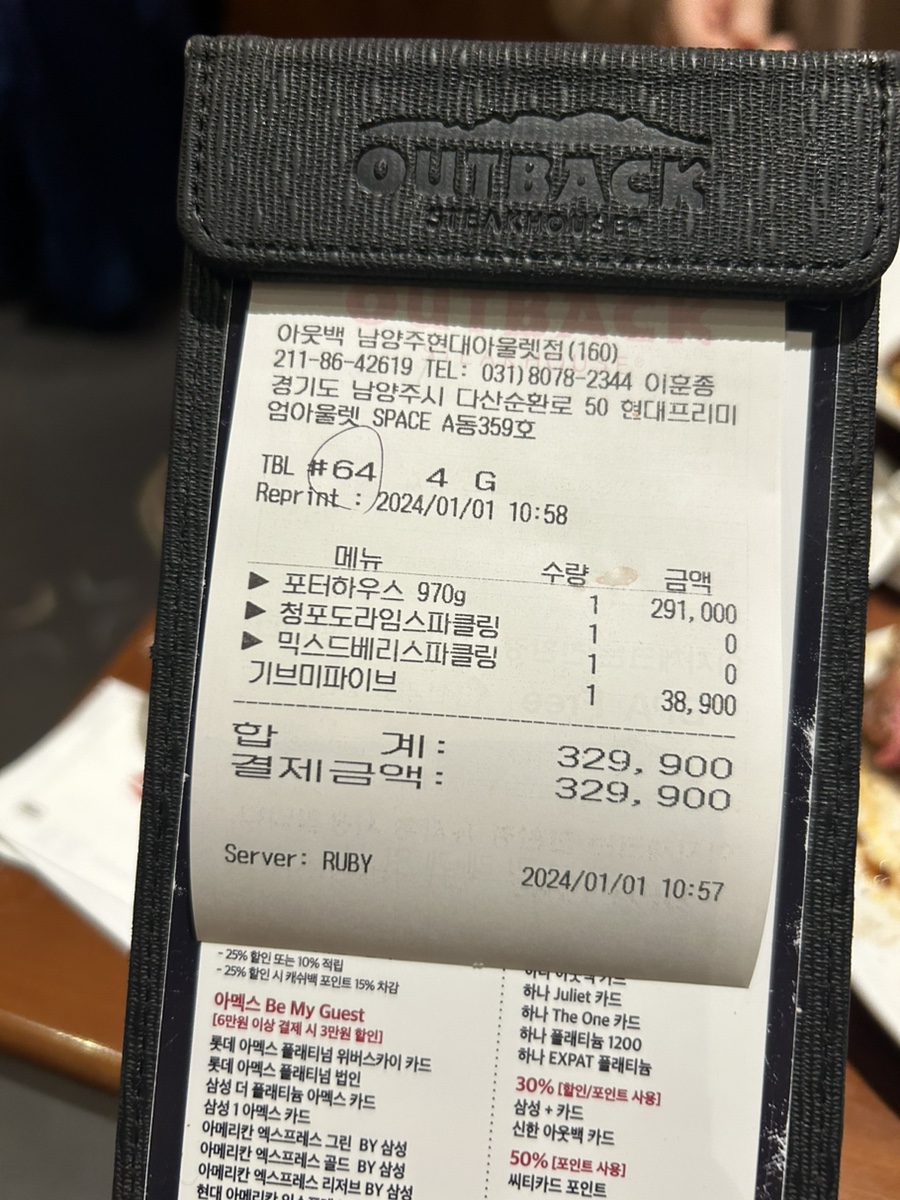 OUTBACK
STEAKHOUSE®
아웃백 남양주현대아울렛점(160)
211-86-42619 TEL: 031)8078-2344 이훈종
경기도 남양주시 다산순환로 50 현대프리미
엄아울렛 SPACE A동359호
TBL #64 4 G
Reprint : 2024/01/01 10:58
메뉴 수량 금액
▶ 포터하우스 970g 1 291,000
▶ 청포도라임스파클링 1 0
▶ 믹스드베리스파클링 1 0
기브미파이브 1 38,900
합 계: 329,900
결제금액: 329,900
Server: RUBY 2024/01/01 10:57
- 25% 할인 또는 10% 적립
- 25% 할인 시 캐쉬백 포인트 15% 차감
아멕스 Be My Guest
[6만원 이상 결제 시 3만원 할인]
롯데 아멕스 플래티넘 위버스카이 카드
롯데 아멕스 플래티넘 법인
삼성 더 플래티늄 아멕스 카드
삼성 1 아멕스 카드
아메리칸 엑스프레스 그린 BY 삼성
아메리칸 엑스프레스 골드 BY 삼성
아메리칸 엑스프레스 리저브 BY 삼성
현대 아메리칸
하나 Juliet 카드
하나 The One 카드
하나 플래티늄 1200
하나 EXPAT 플래티늄
30% [할인/포인트 사용]
삼성 + 카드
신한 아웃백 카드
50% [포인트 사용]
씨티카드 포인트